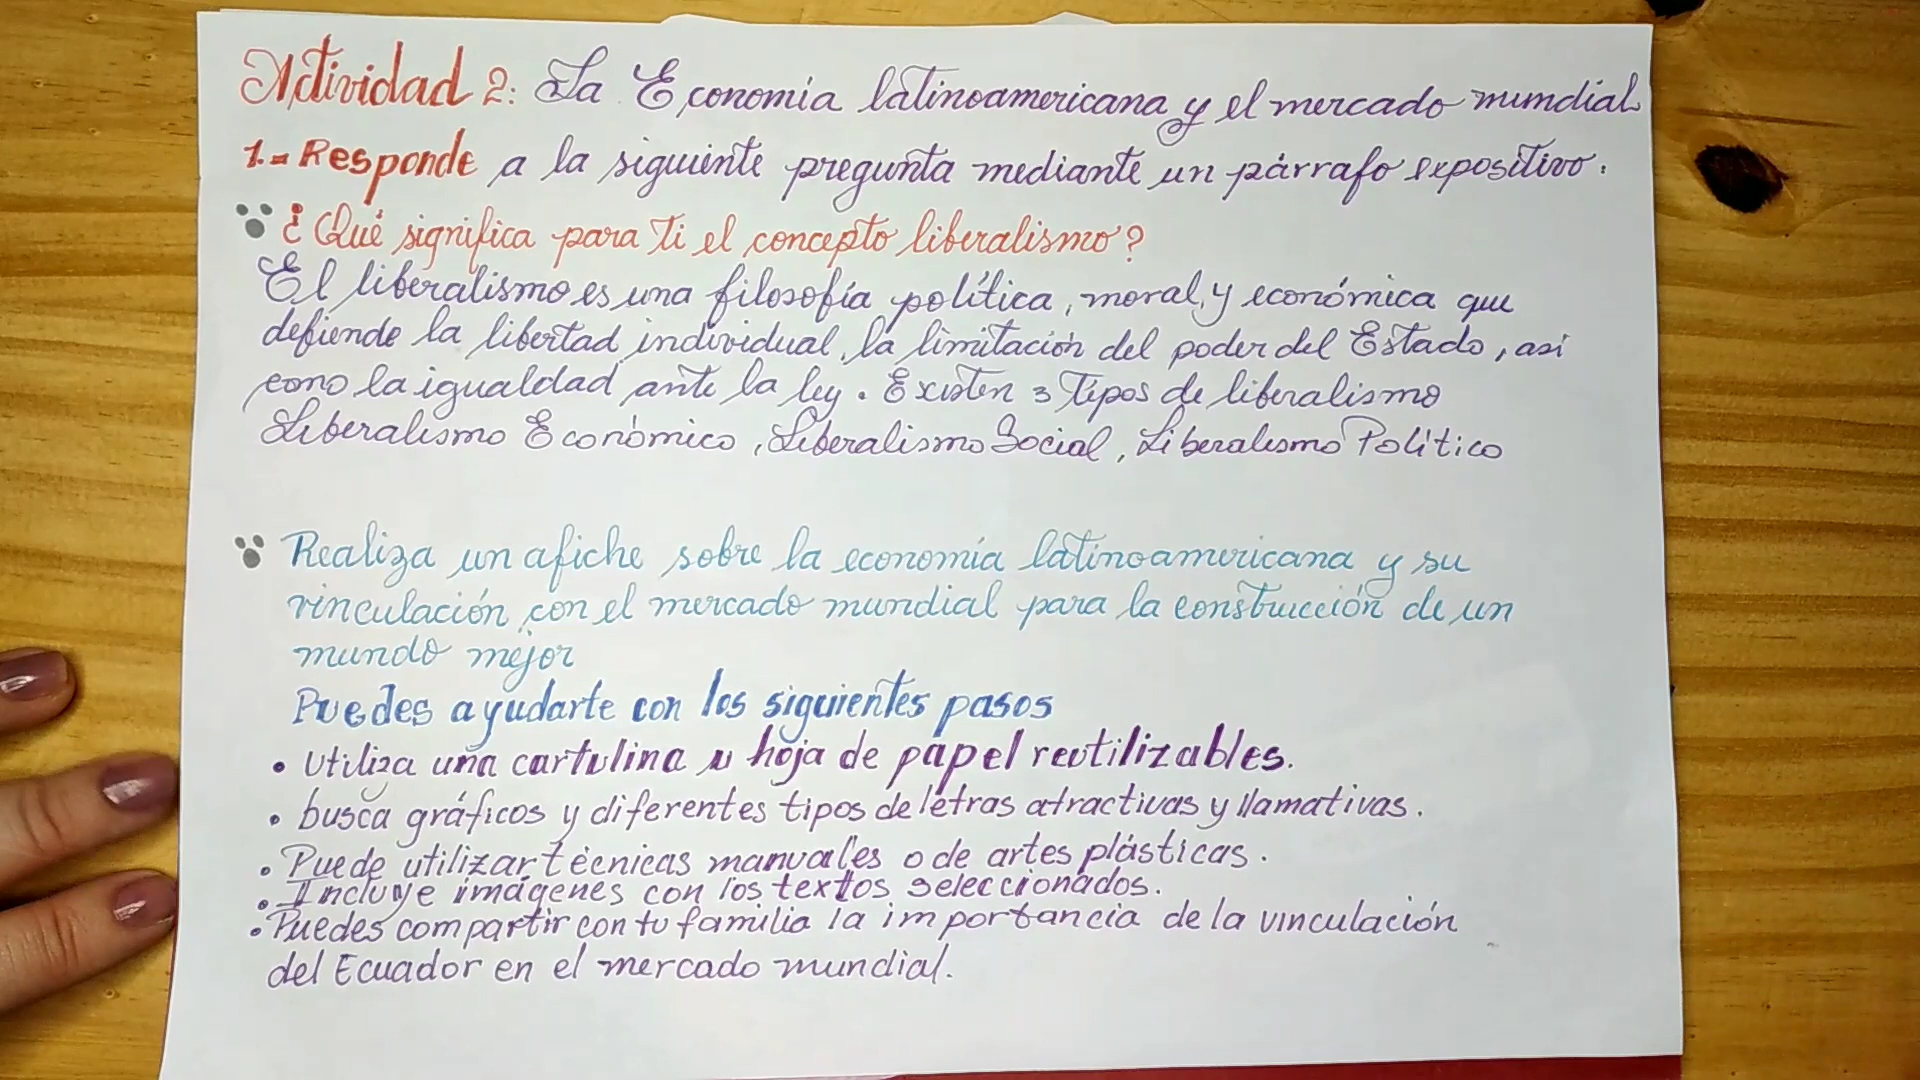 Actividad 2: La Economía latinoamericana y el mercado mundial
1.- Responde a la siguiente pregunta mediante un párrafo expositivo.
¿Qué significa para ti el concepto liberalismo?
El liberalismo es una filosofía política, moral, y económica que
defiende la libertad individual, la limitación del poder del Estado, así
como la igualdad ante la ley. Existen 3 Tipos de liberalismo
Liberalismo Económico, Liberalismo Social, Liberalismo Político
Realiza un afiche sobre la economía latinoamericana y su
vinculación con el mercado mundial para la construcción de un
mundo mejor
Puedes ayudarte con los siguientes pasos
• Utiliza una cartulina u hoja de papel reutilizables.
• busca gráficos y diferentes tipos de letras atractivas y llamativas.
• Puede utilizar técnicas manuales o de artes plásticas.
• Incluye imágenes con los textos seleccionados.
• Puedes compartir con tu familia la importancia de la vinculación
del Ecuador en el mercado mundial.